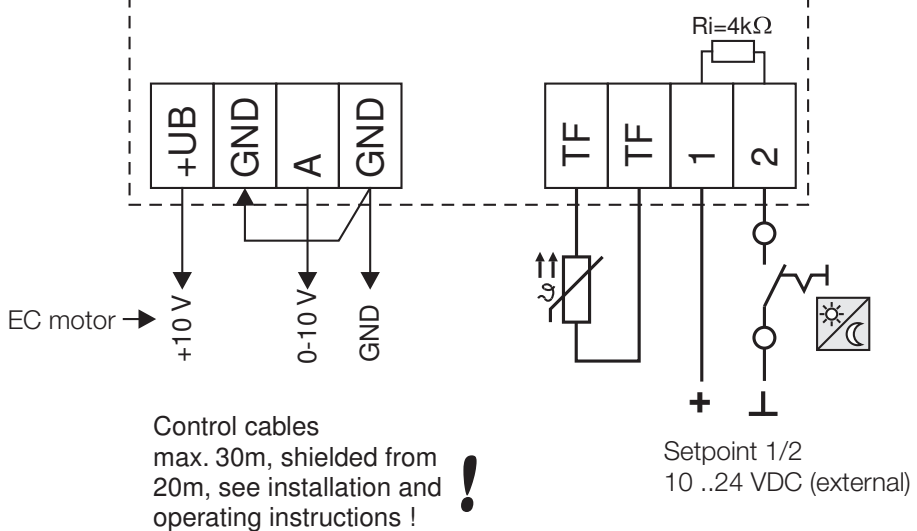 Ri=4kΩ
+UB GND A GND
TF TF 1 2
ϑ
EC motor
+10 V
0-10 V
GND
+ ⊥
Control cables
max. 30m, shielded from
20m, see installation and
operating instructions !
!
Setpoint 1/2
10 ..24 VDC (external)